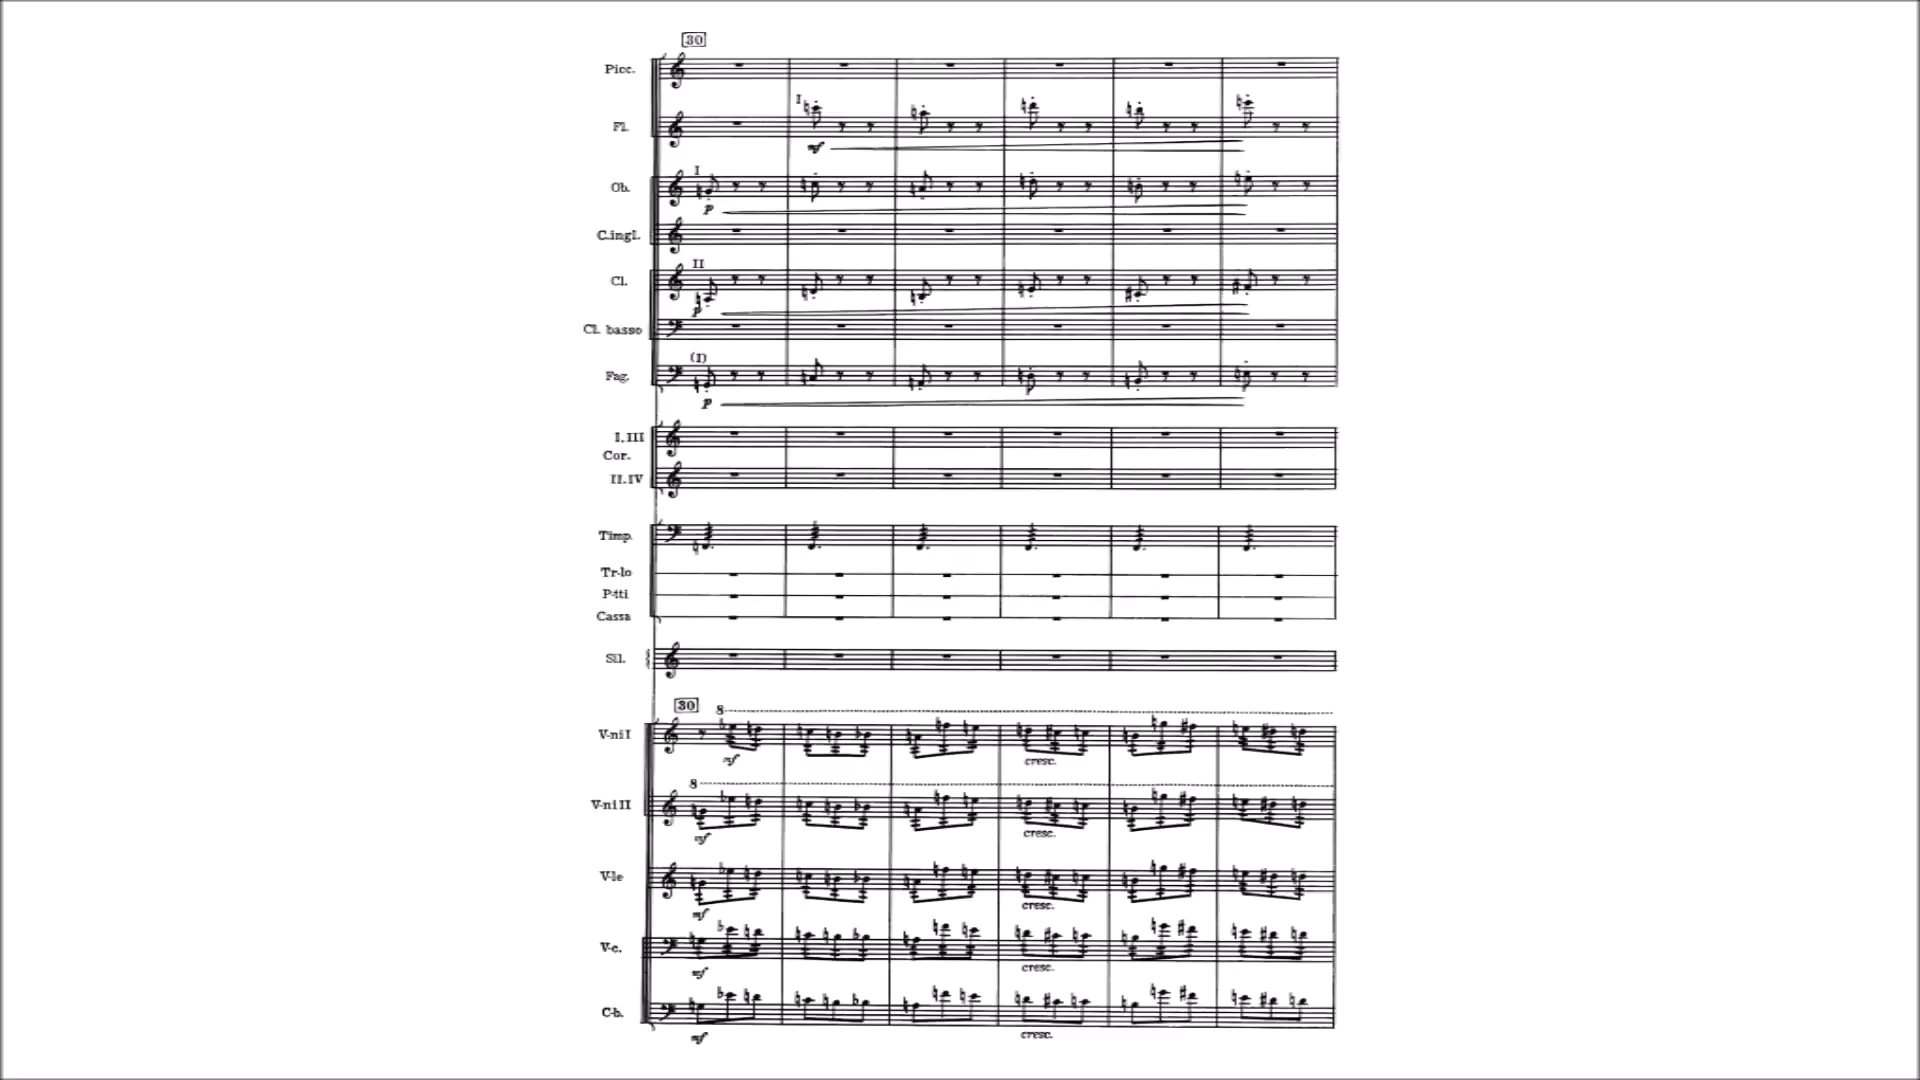 30
Picc.
I
Fl.
mf
I
Ob.
p
C.ingl.
II
Cl.
p
Cl. basso
(I)
Fag.
p
I.III
Cor.
II.IV
Timp.
Tr-lo
P-tti
Cassa
Sil.
30
8
V-ni I
mf cresc.
8
V-ni II
mf cresc.
V-le
mf cresc.
V-c.
mf cresc.
C-b.
mf cresc.